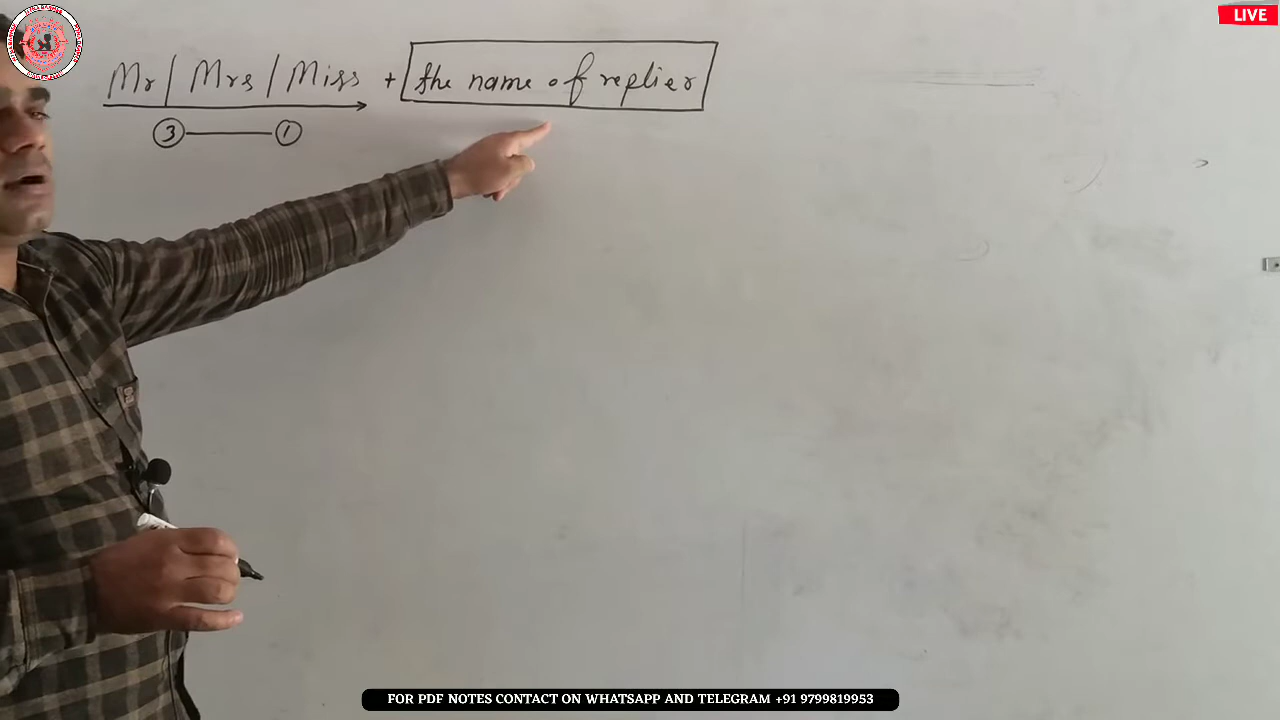 LIVE
Mr / Mrs / Miss + the name of replier
3 1
FOR PDF NOTES CONTACT ON WHATSAPP AND TELEGRAM +91 9799819953